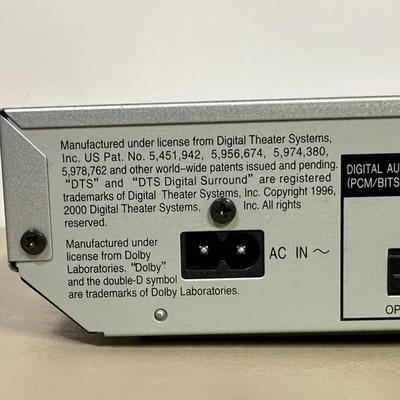 Manufactured under license from Digital Theater Systems,
Inc. US Pat. No. 5,451,942, 5,956,674, 5,974,380,
5,978,762 and other world-wide patents issued and pending.
"DTS" and "DTS Digital Surround" are registered
trademarks of Digital Theater Systems, Inc. Copyright 1996,
2000 Digital Theater Systems, Inc. All rights
reserved.
Manufactured under
license from Dolby
Laboratories. "Dolby"
and the double-D symbol
are trademarks of Dolby Laboratories.
AC IN ~
DIGITAL AU
(PCM/BITS
OP